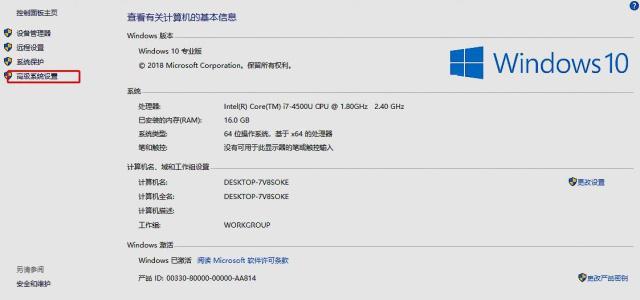 控制面板主页
设备管理器
远程设置
系统保护
高级系统设置
另请参阅
安全和维护
查看有关计算机的基本信息
Windows 版本
Windows 10 专业版
© 2018 Microsoft Corporation。保留所有权利。
Windows 10
系统
处理器: Intel(R) Core(TM) i7-4500U CPU @ 1.80GHz 2.40 GHz
已安装的内存(RAM): 16.0 GB
系统类型: 64 位操作系统，基于 x64 的处理器
笔和触控: 没有可用于此显示器的笔或触控输入
计算机名、域和工作组设置
计算机名: DESKTOP-7V8SOKE 更改设置
计算机全名: DESKTOP-7V8SOKE
计算机描述:
工作组: WORKGROUP
Windows 激活
Windows 已激活 阅读 Microsoft 软件许可条款
产品 ID: 00330-80000-00000-AA814 更改产品密钥